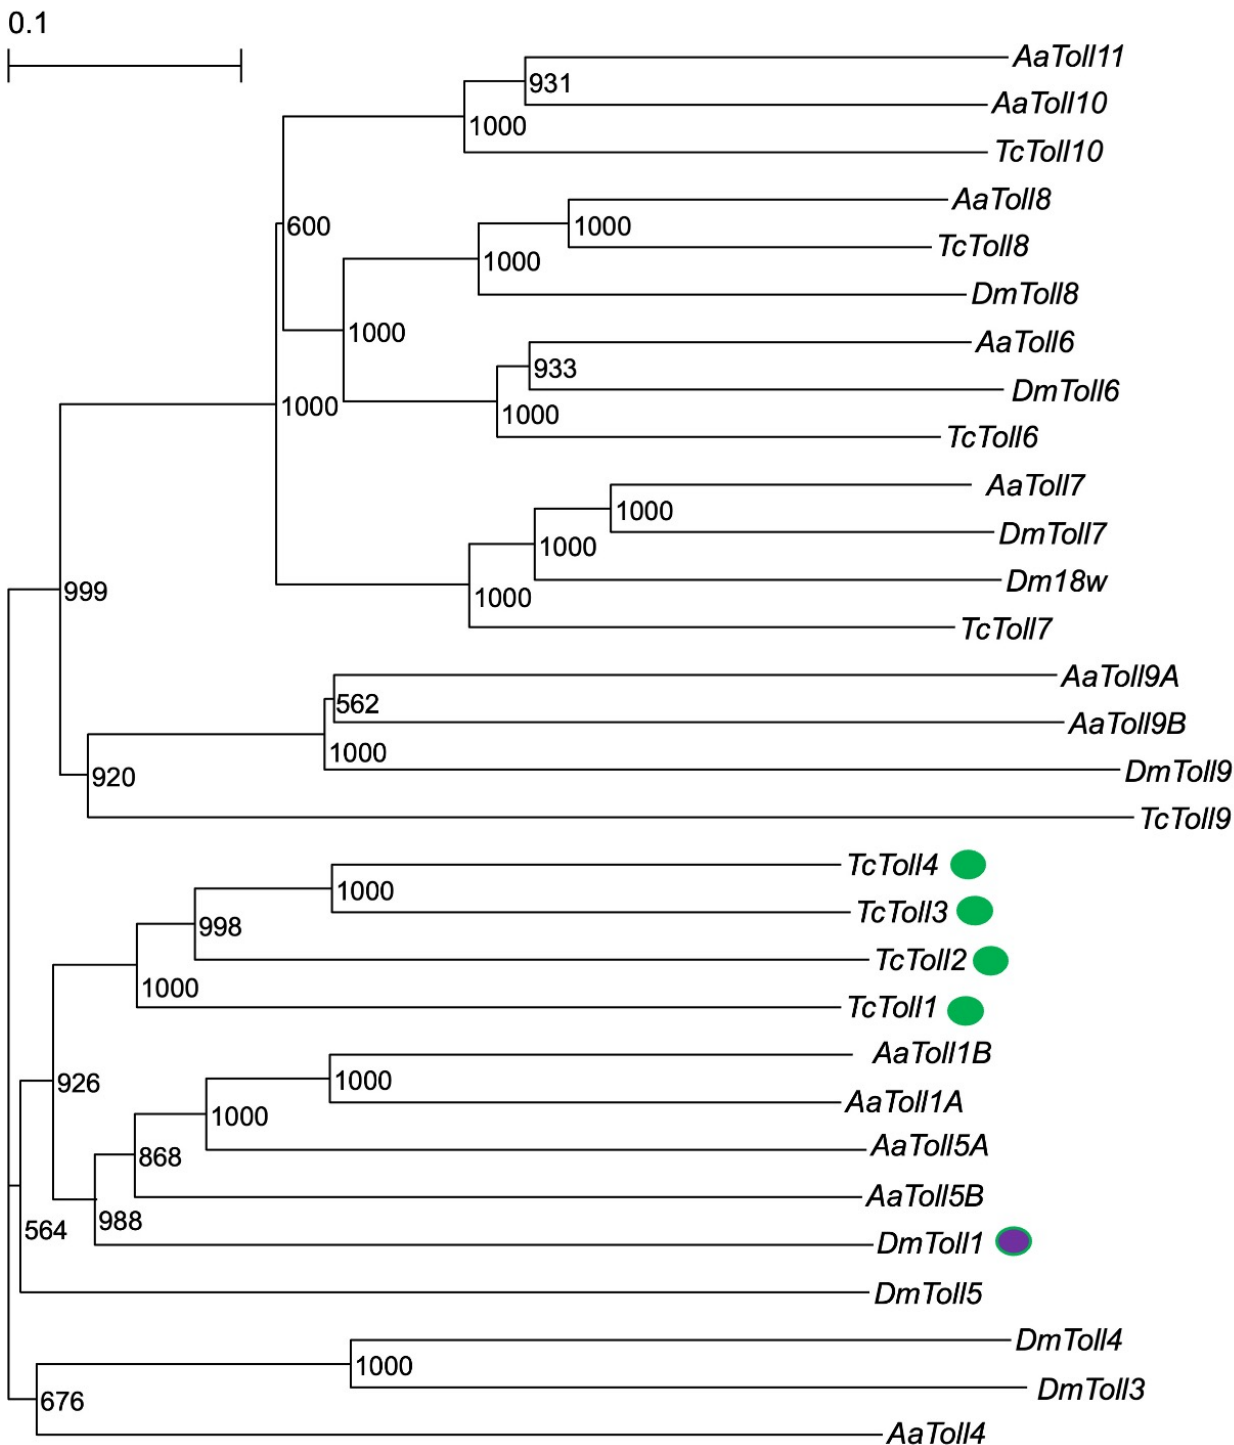 0.1
AaToll11
931
AaToll10
1000
TcToll10
AaToll8
600
1000
TcToll8
1000
DmToll8
1000
AaToll6
933
DmToll6
1000
1000
TcToll6
AaToll7
1000
DmToll7
1000
Dm18w
999
1000
TcToll7
AaToll9A
562
AaToll9B
1000
DmToll9
920
TcToll9
TcToll4
1000
TcToll3
998
TcToll2
1000
TcToll1
AaToll1B
926
1000
AaToll1A
1000
AaToll5A
868
AaToll5B
988
564
DmToll1
DmToll5
DmToll4
1000
DmToll3
676
AaToll4